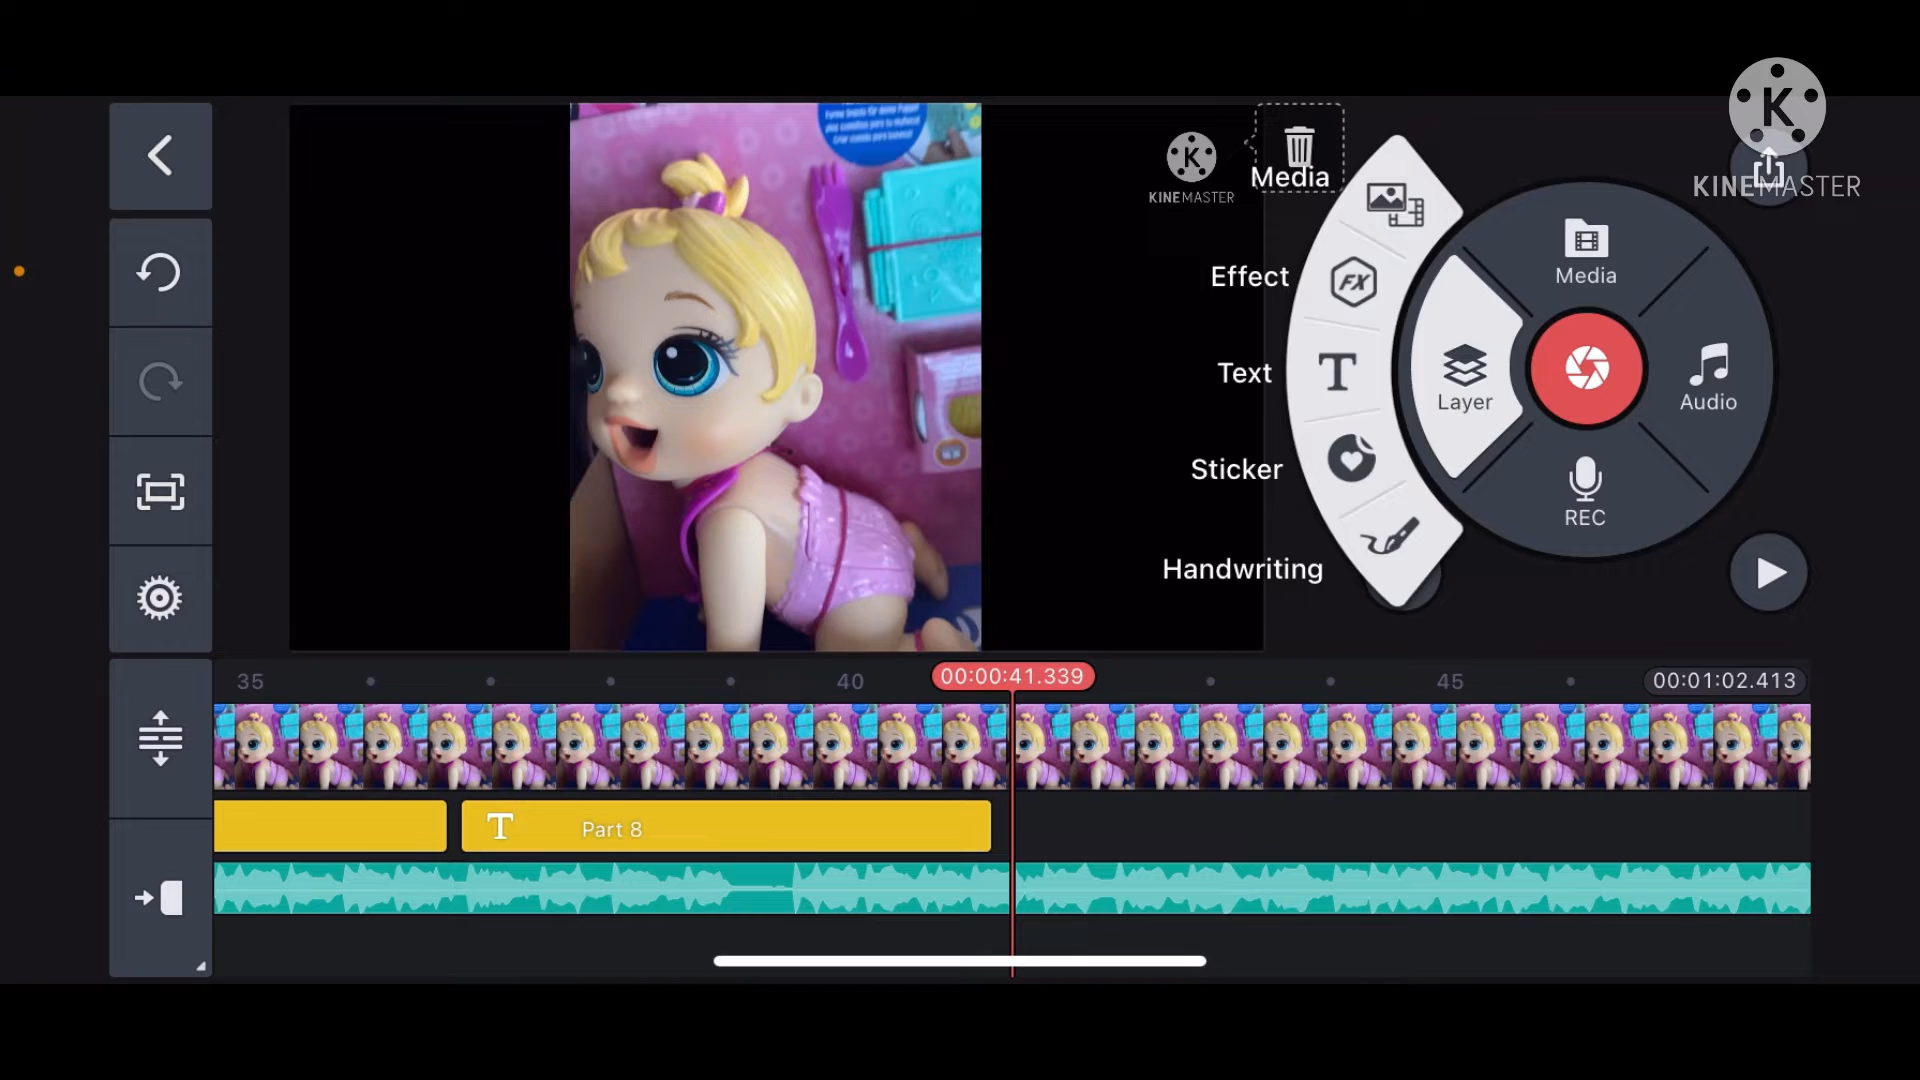 KINEMASTER
KINEMASTER
Media
Effect
Text
Sticker
Handwriting
FX
Media
Layer
Audio
REC
35
40
00:00:41.339
45
00:01:02.413
T Part 8